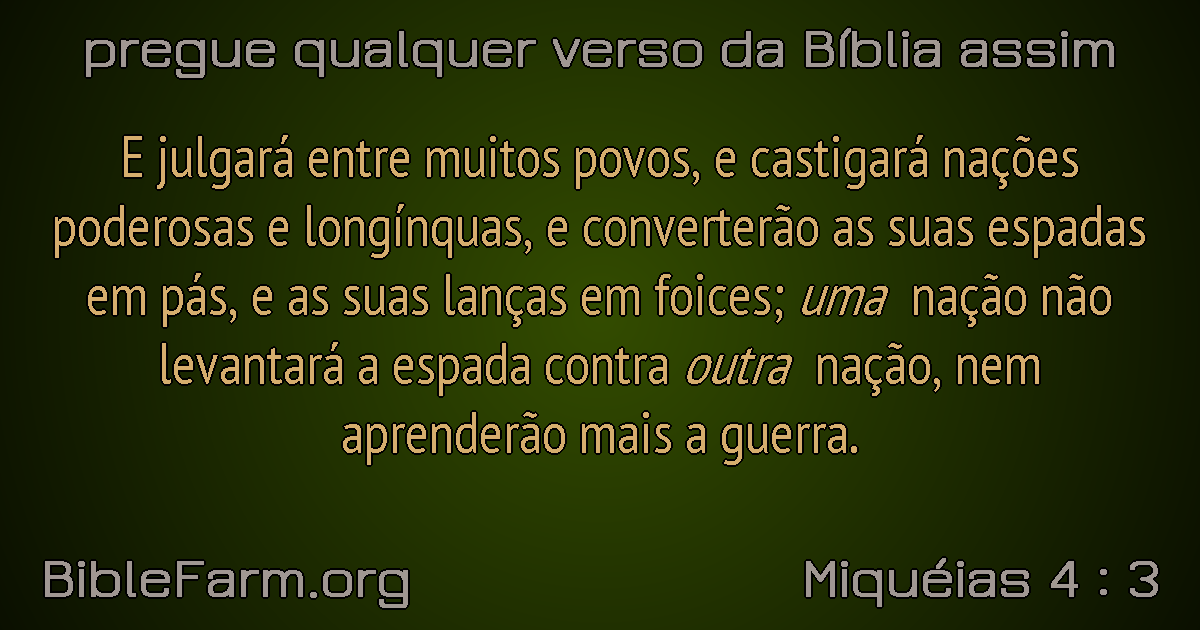 pregue qualquer verso da Bíblia assim
E julgará entre muitos povos, e castigará nações
poderosas e longínquas, e converterão as suas espadas
em pás, e as suas lanças em foices; uma nação não
levantará a espada contra outra nação, nem
aprenderão mais a guerra.
BibleFarm.org
Miquéias 4 : 3